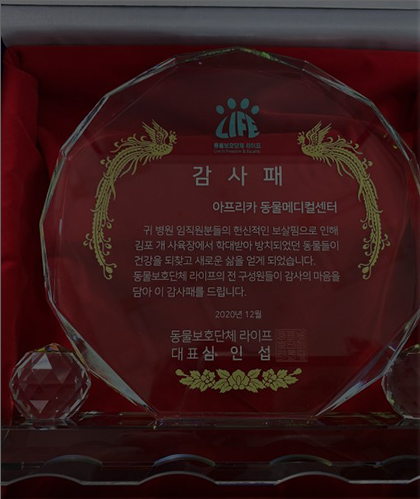 LIFE
동물보호단체 라이프
감 사 패
아프리카 동물메디컬센터
귀 병원 임직원분들의 헌신적인 보살핌으로 인해
김포 개 사육장에서 학대받아 방치되었던 동물들이
건강을 되찾고 새로운 삶을 얻게 되었습니다.
동물보호단체 라이프의 전 구성원들이 감사의 마음을
담아 이 감사패를 드립니다.
2020년 12월
동물보호단체 라이프
대표 심 인 섭